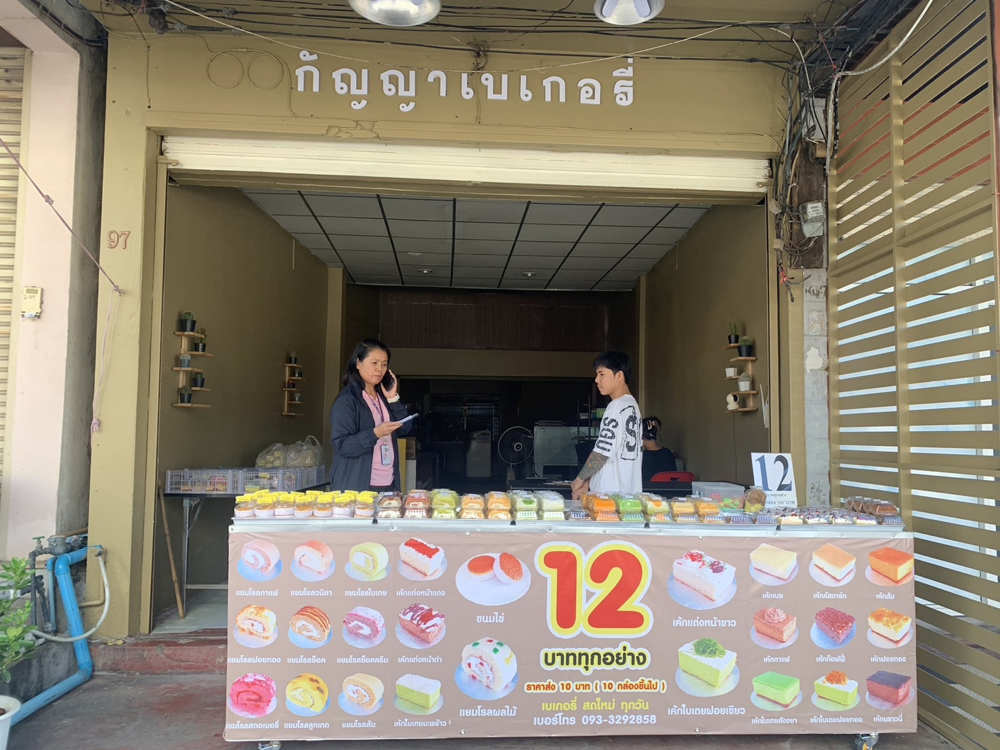 กัญญาเบเกอรี่
97
12
บาททุกอย่าง
100 บาท
แยมโรลกาแฟ
แยมโรลวนิลา
แยมโรลใบเตย
เค้กแต่งหน้าแดง
แยมโรลฝอยทอง
แยมโรลช็อค
แยมโรลช็อคครีม
เค้กแต่งหน้าดำ
แยมโรลสตอเบอรี่
แยมโรลลูกเกด
แยมโรลส้ม
เค้กใบเตยมะพร้าว
ขนมไข่
แยมโรลผลไม้
12
บาททุกอย่าง
ราคาส่ง 10 บาท ( 10 กล่องขึ้นไป )
เบเกอรี่ สดใหม่ ทุกวัน
เบอร์โทร 093-3292858
เค้กแต่งหน้าขาว
เค้กใบเตยฝอยเขียว
เค้กเนย
เค้กคัสตาร์ด
เค้กส้ม
เค้กกาแฟ
เค้กท๊อฟฟี่
เค้กฝอยทอง
เค้กใบเตยสังขยา
เค้กใบเตยฝอยทอง
เค้กบราวนี่